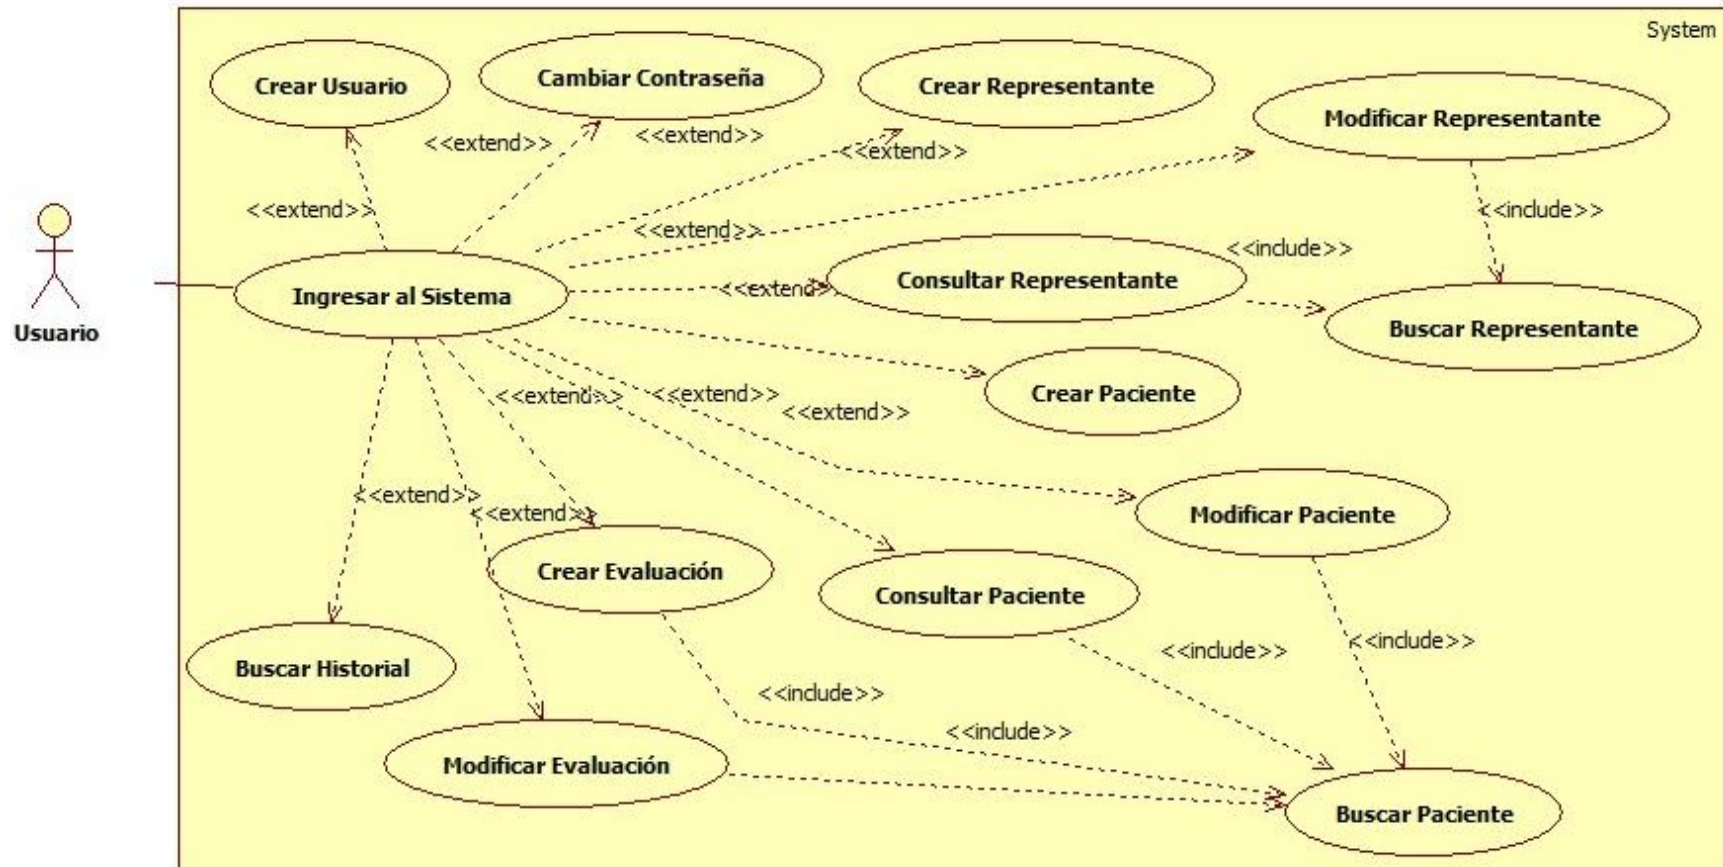 System
Crear Usuario
Cambiar Contraseña
Crear Representante
Modificar Representante
<<extend>>
<<extend>>
<<extend>>
<<extend>>
<<include>>
<<extend>>
<<include>>
Ingresar al Sistema
<<extend>>
Consultar Representante
Buscar Representante
Usuario
Crear Paciente
<<extend>>
<<extend>>
<<extend>>
<<extend>>
<<extend>>
Modificar Paciente
Crear Evaluación
Consultar Paciente
<<include>>
<<include>>
Buscar Historial
<<include>>
<<include>>
Modificar Evaluación
Buscar Paciente